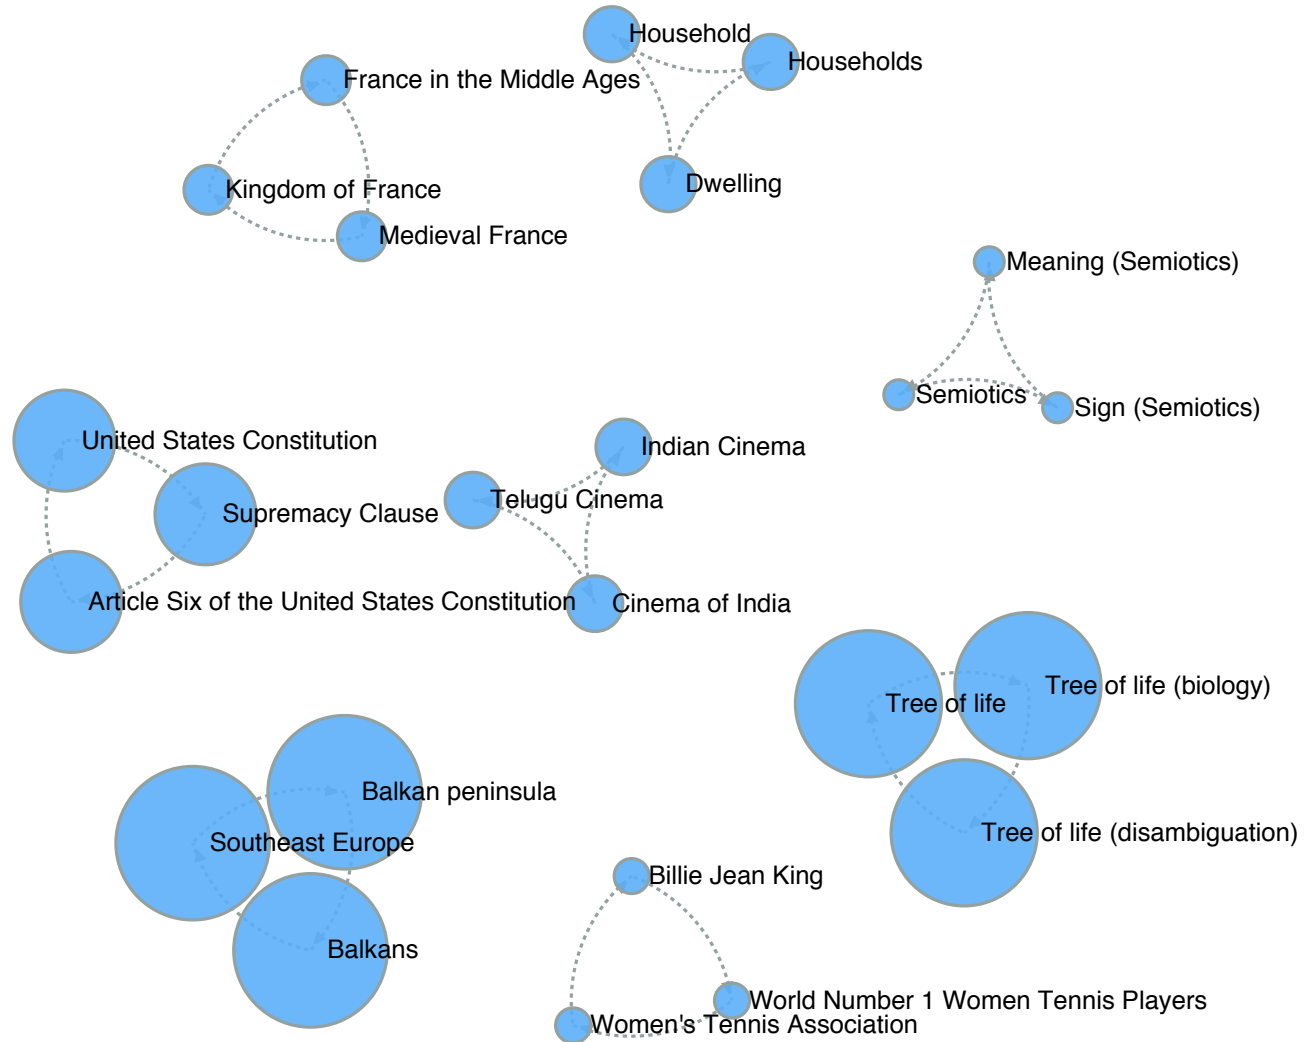 Household
Households
France in the Middle Ages
Dwelling
Kingdom of France
Medieval France
Meaning (Semiotics)
Semiotics
Sign (Semiotics)
United States Constitution
Indian Cinema
Telugu Cinema
Supremacy Clause
Article Six of the United States Constitution
Cinema of India
Tree of life (biology)
Tree of life
Balkan peninsula
Tree of life (disambiguation)
Southeast Europe
Billie Jean King
Balkans
World Number 1 Women Tennis Players
Women's Tennis Association